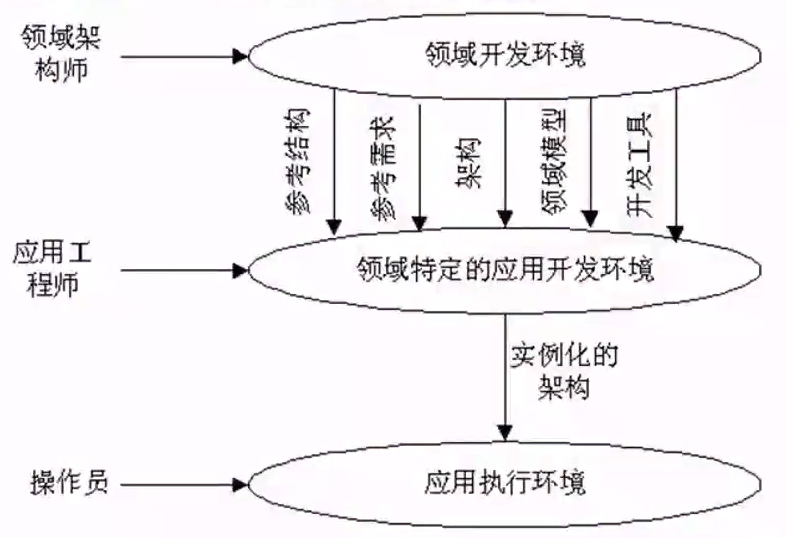 领域架
构师
领域开发环境
参考结构
参考需求
架构
领域模型
开发工具
应用工
程师
领域特定的应用开发环境
实例化的
架构
操作员
应用执行环境